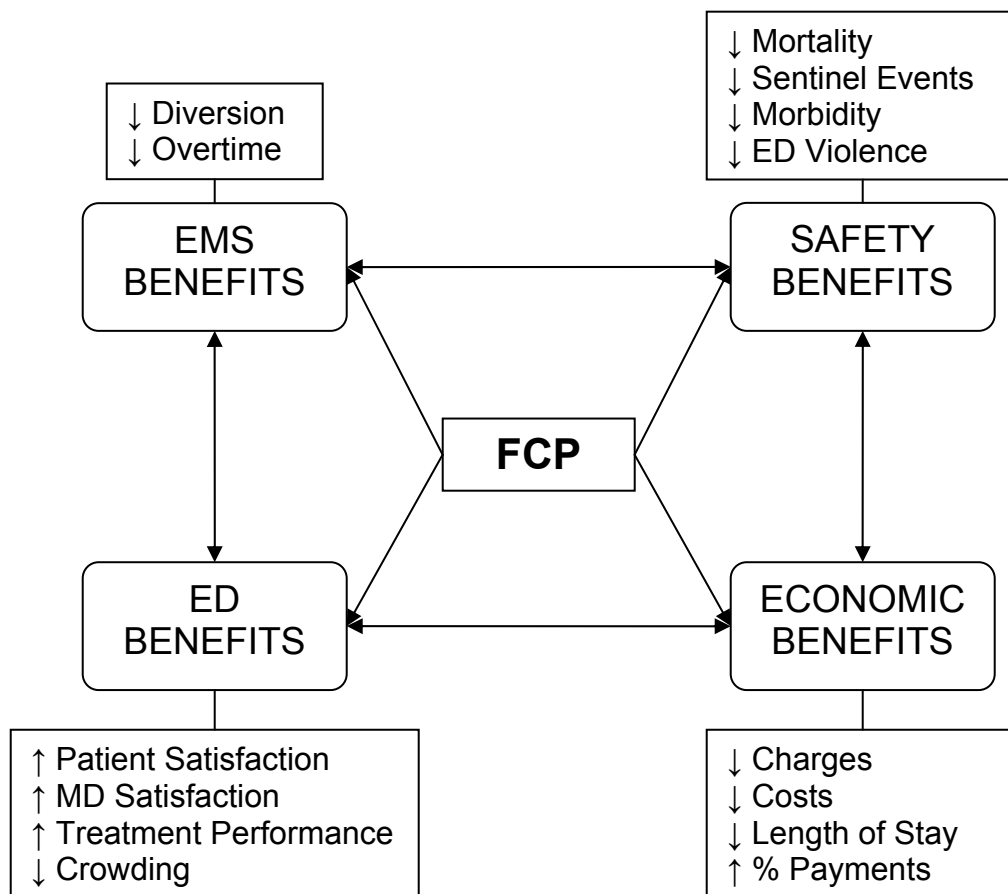 ↓ Diversion
↓ Overtime
↓ Mortality
↓ Sentinel Events
↓ Morbidity
↓ ED Violence
EMS
BENEFITS
SAFETY
BENEFITS
FCP
ED
BENEFITS
ECONOMIC
BENEFITS
↑ Patient Satisfaction
↑ MD Satisfaction
↑ Treatment Performance
↓ Crowding
↓ Charges
↓ Costs
↓ Length of Stay
↑ % Payments